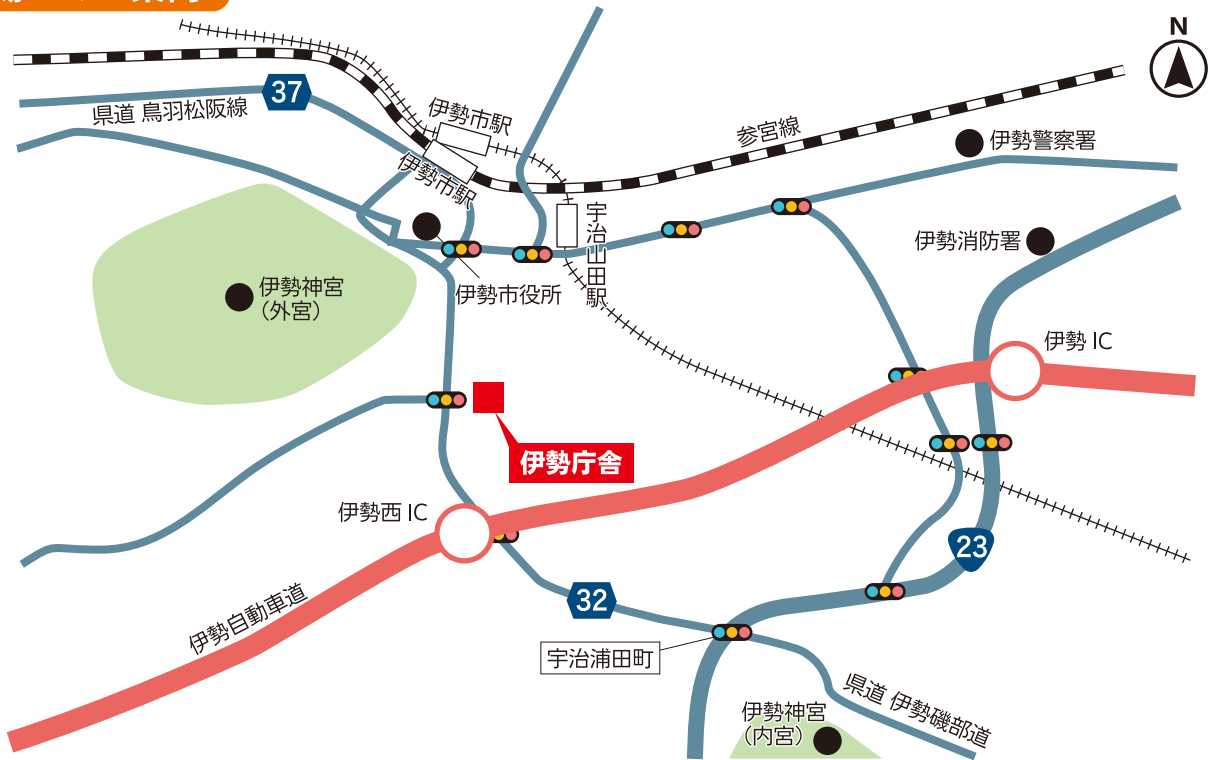 案内
N
37
県道 鳥羽松阪線
伊勢市駅
伊勢市駅
参宮線
伊勢警察署
宇治山田駅
伊勢消防署
伊勢市役所
伊勢神宮
（外宮）
伊勢 IC
伊勢庁舎
伊勢西 IC
23
32
伊勢自動車道
宇治浦田町
県道 伊勢磯部道
伊勢神宮
（内宮）